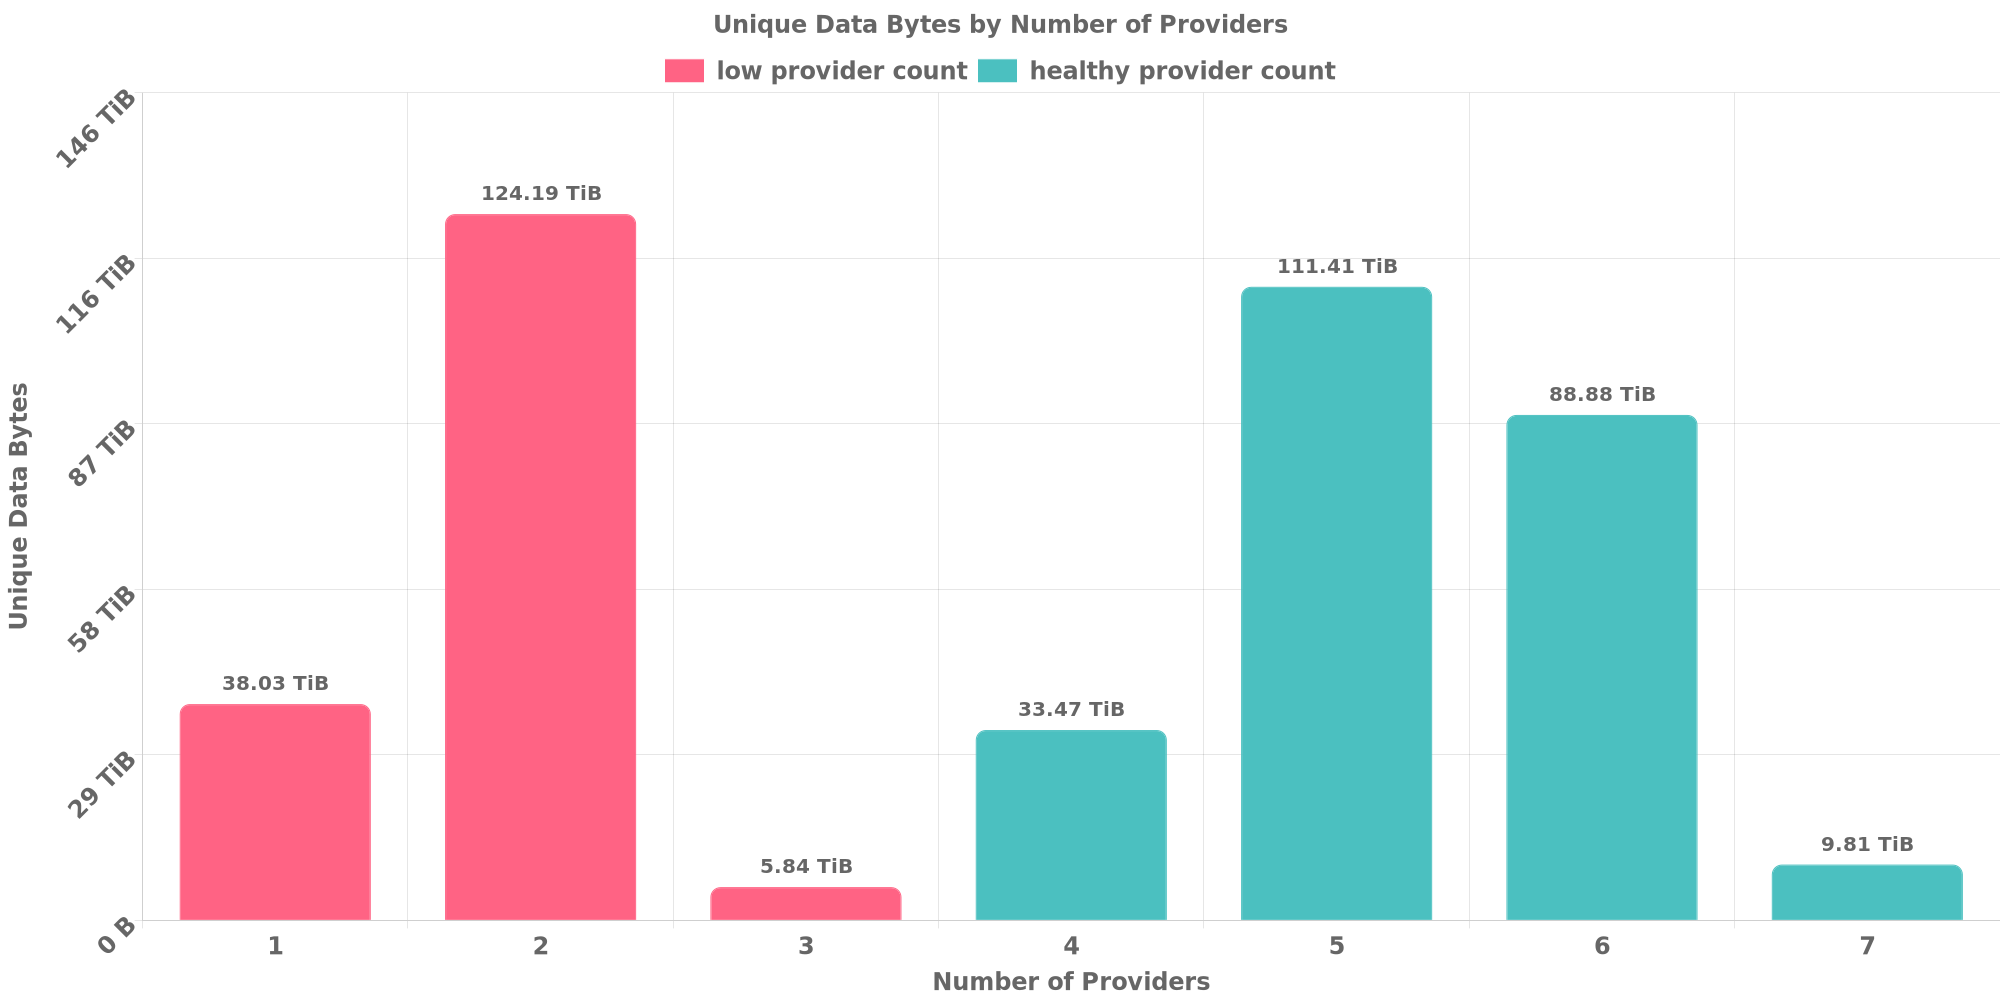 Unique Data Bytes by Number of Providers
low provider count healthy provider count
146 TiB
116 TiB
87 TiB
58 TiB
29 TiB
0 B
Unique Data Bytes
38.03 TiB
124.19 TiB
5.84 TiB
33.47 TiB
111.41 TiB
88.88 TiB
9.81 TiB
1 2 3 4 5 6 7
Number of Providers